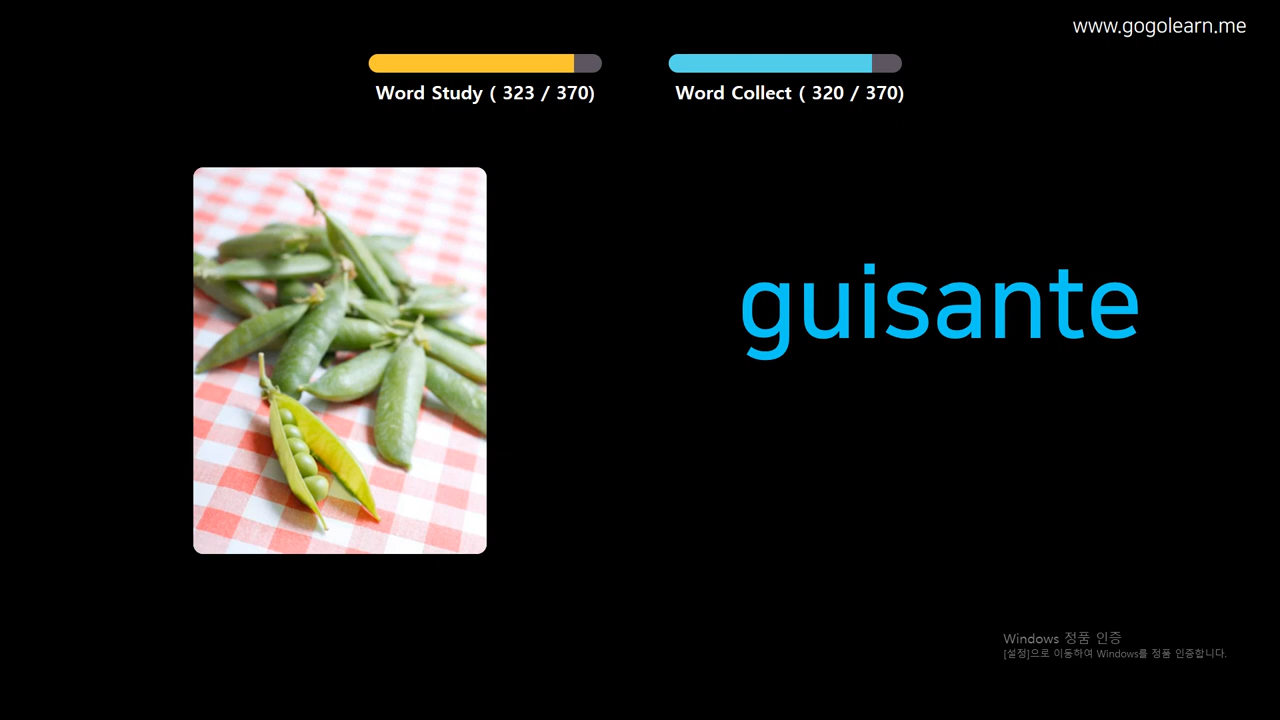 www.gogolearn.me
Word Study ( 323 / 370)
Word Collect ( 320 / 370)
guisante
Windows 정품 인증
[설정]으로 이동하여 Windows를 정품 인증합니다.